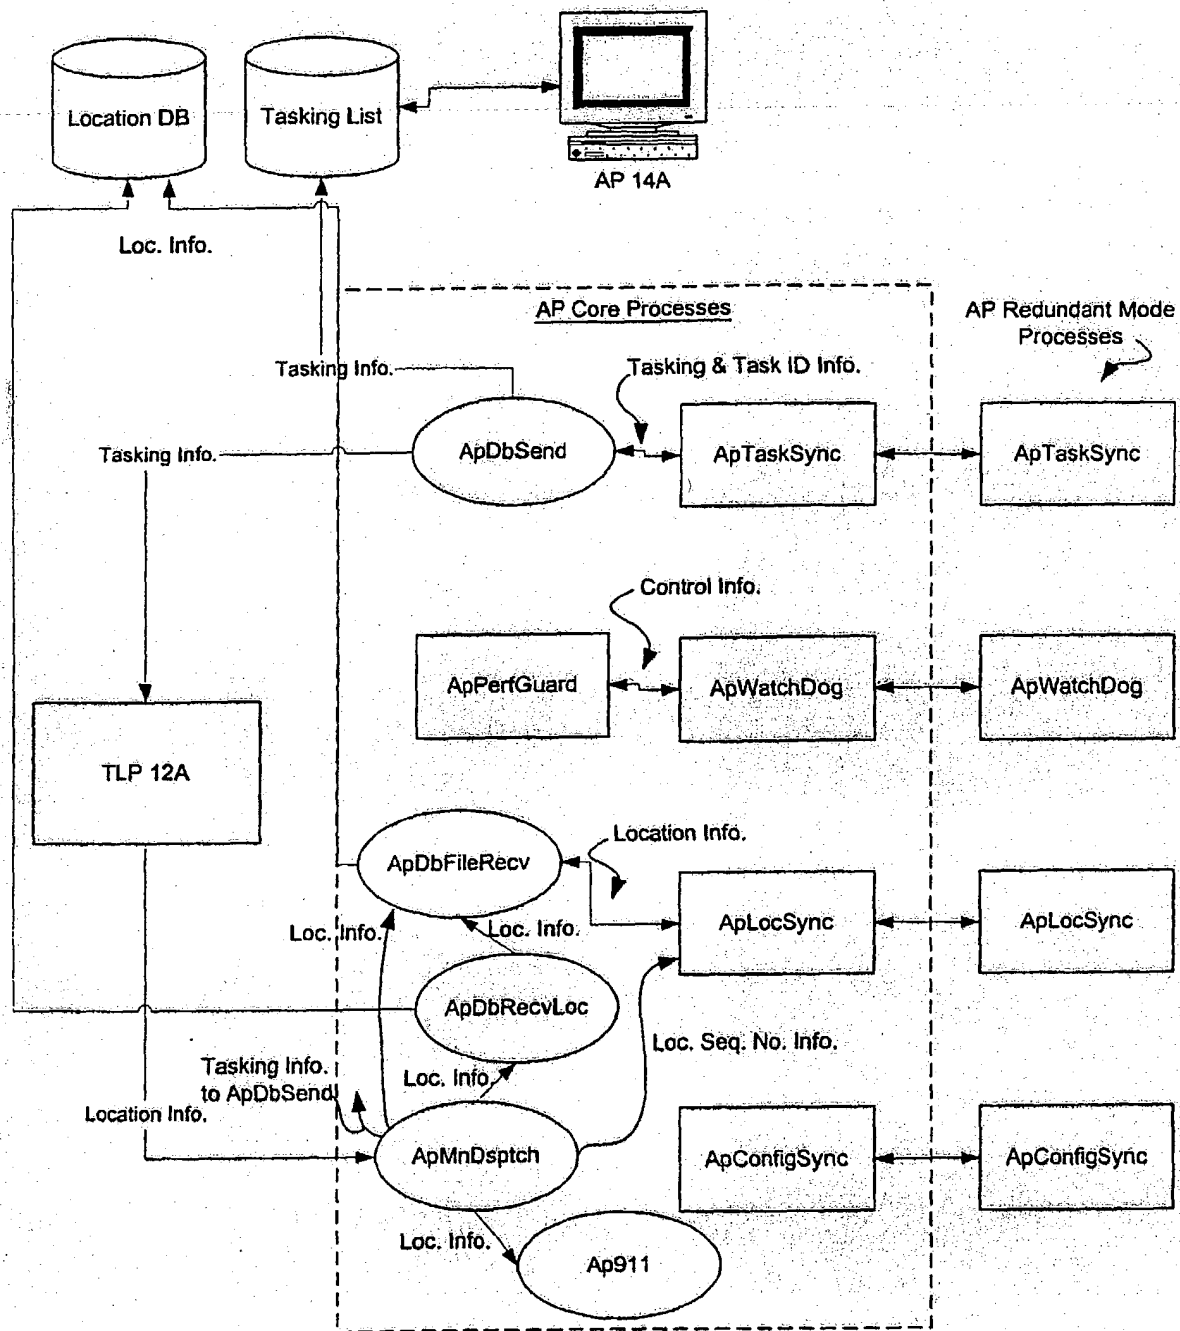 Location DB
Tasking List
AP 14A
Loc. Info.
AP Core Processes
AP Redundant Mode
Processes
Tasking Info.
Tasking & Task ID Info.
Tasking Info.
ApDbSend
ApTaskSync
ApTaskSync
Control Info.
ApPerfGuard
ApWatchDog
ApWatchDog
TLP 12A
Location Info.
ApDbFileRecv
Loc. Info.
Loc. Info.
ApLocSync
ApLocSync
ApDbRecvLoc
Loc. Seq. No. Info.
Tasking Info.
to ApDbSend
Loc. Info.
Location Info.
ApMnDsptch
ApConfigSync
ApConfigSync
Loc. Info.
Ap911